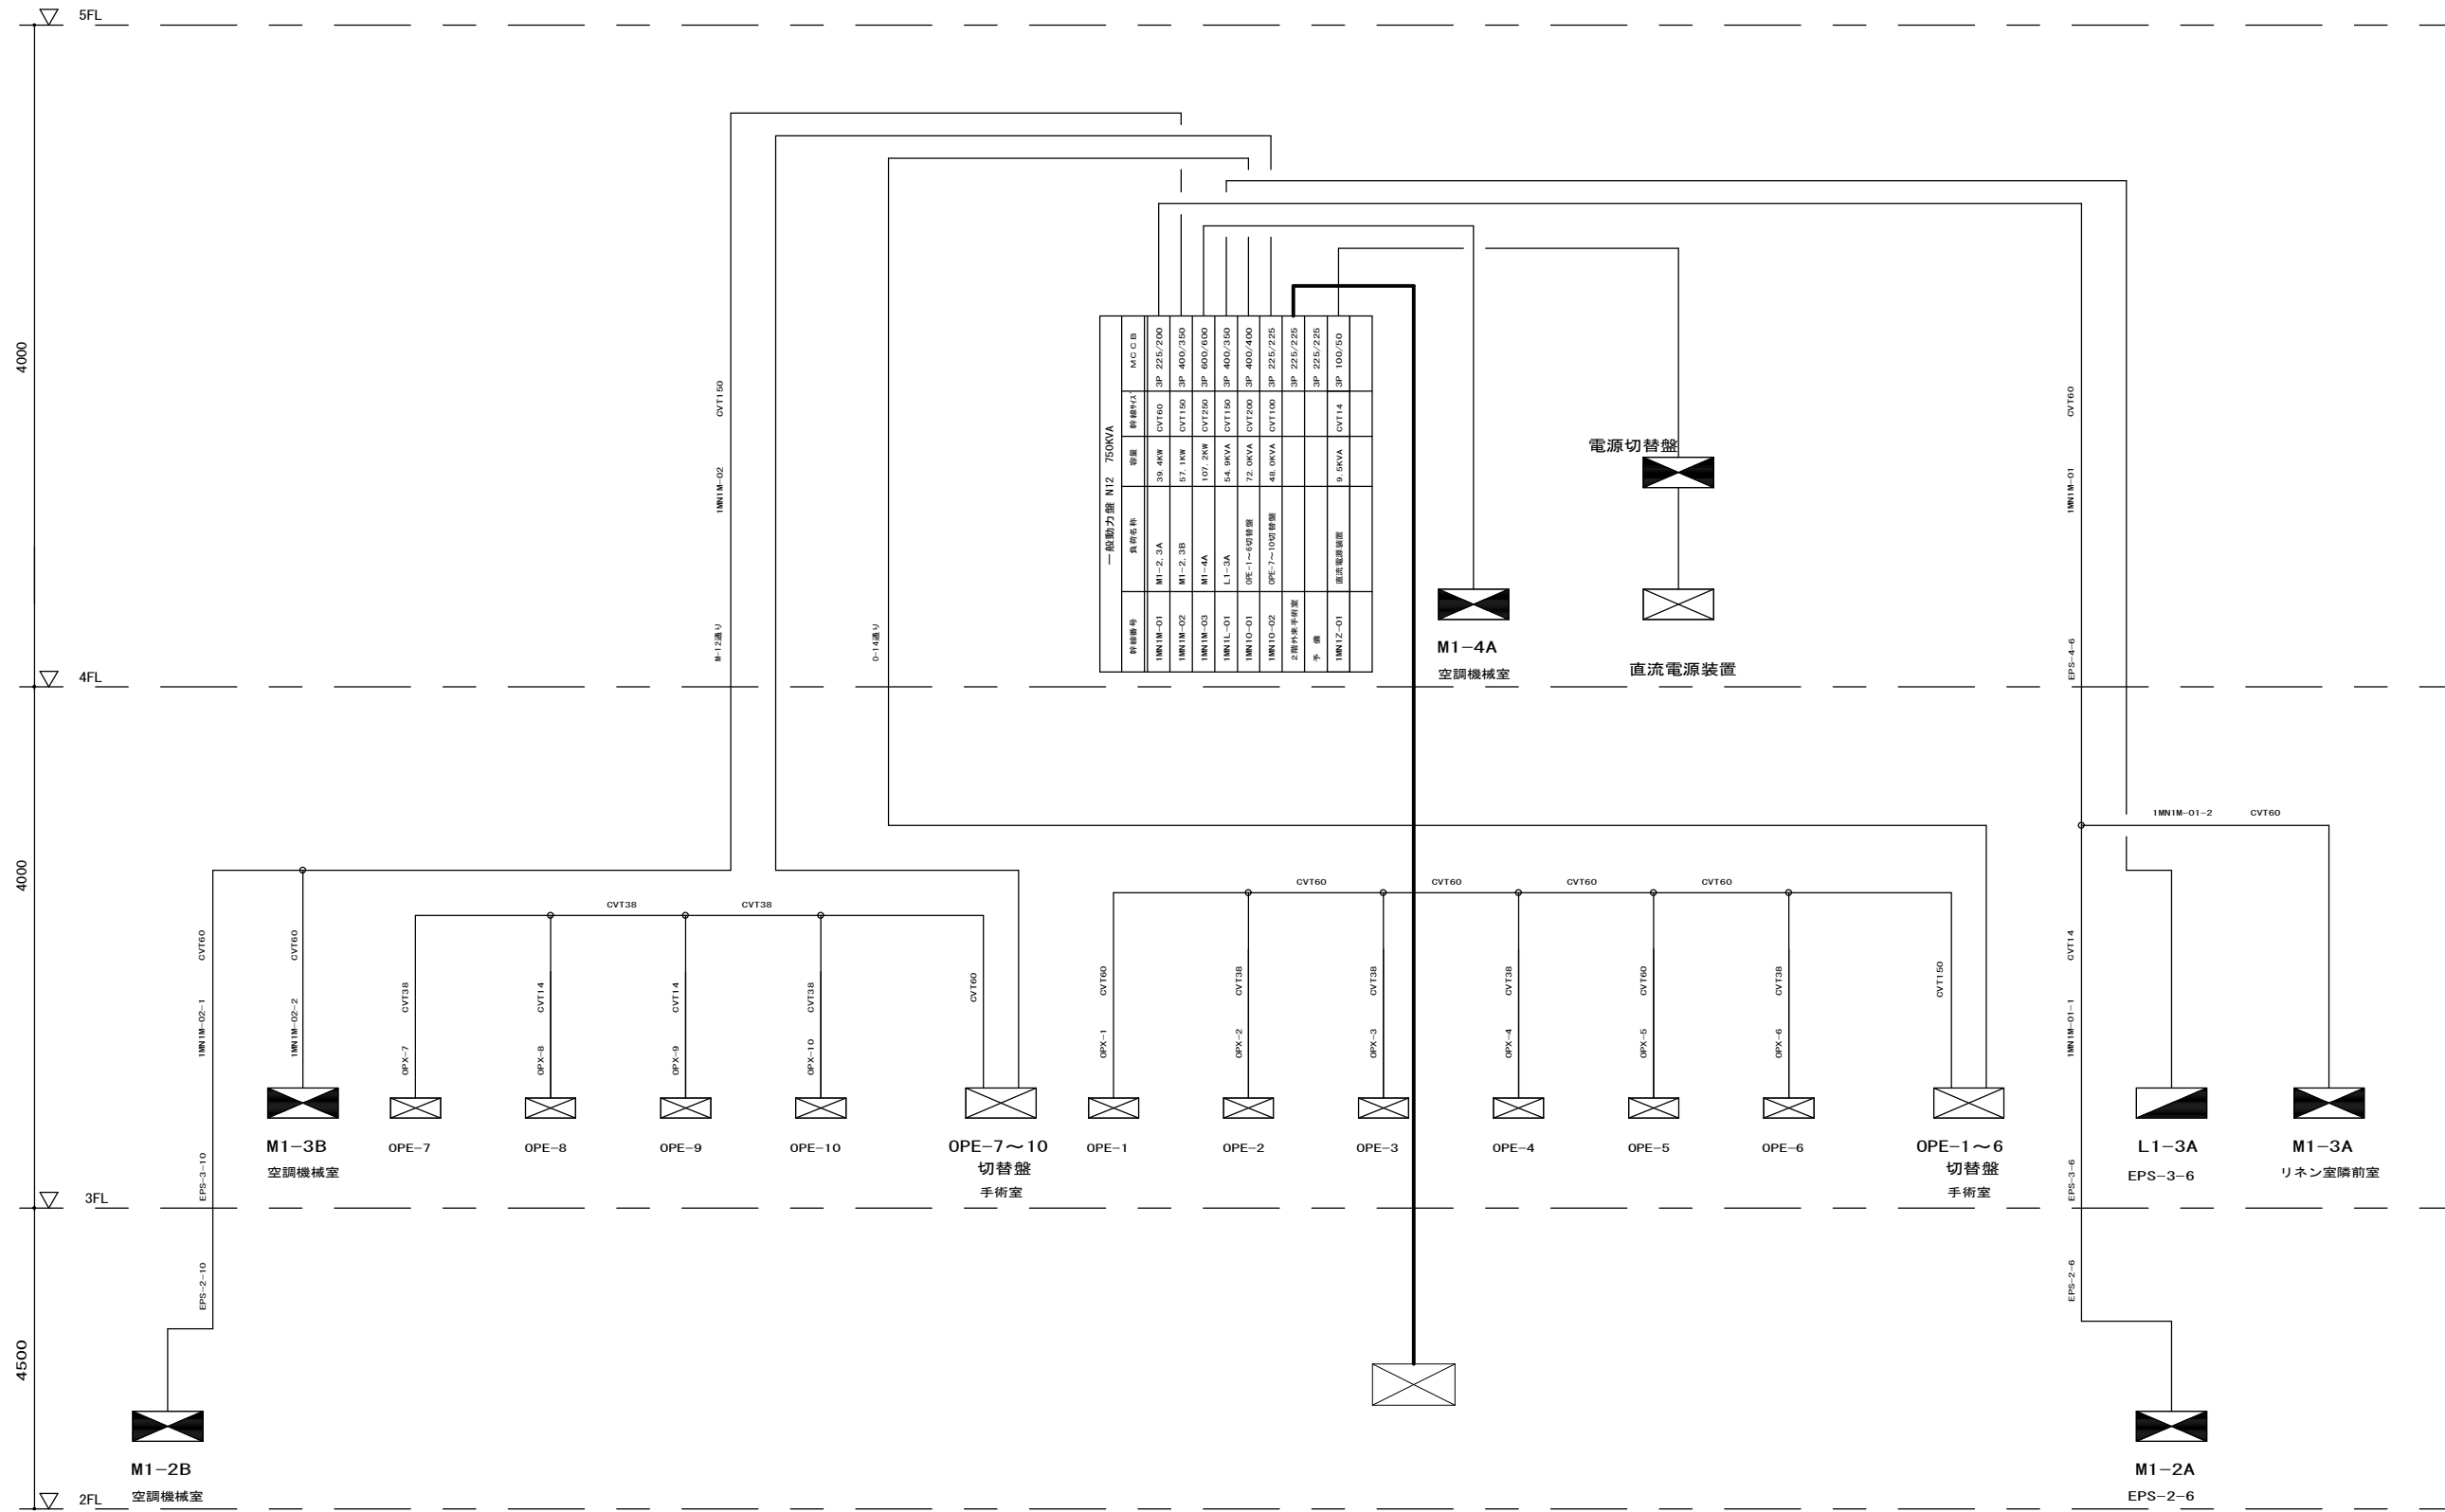 5FL
4000
4FL
4000
3FL
4500
2FL
一般動力盤 N12 750KVA
幹線番号 負荷名称 容量 幹線サイズ MCCB
1MN1M-01 M1-2,3A 39.4KW CVT60 3P 225/200
1MN1M-02 M1-2,3B 57.1KW CVT150 3P 400/350
1MN1M-03 M1-4A 107.2KW CVT250 3P 600/600
1MN1L-01 L1-3A 54.9KVA CVT150 3P 400/350
1MN1O-01 OPE-1～6切替盤 72.0KVA CVT200 3P 400/400
1MN1O-02 OPE-7～10切替盤 48.0KVA CVT100 3P 225/225
2階外来手術室 3P 225/225
予備 3P 225/225
1MN1Z-01 直流電源装置 9.5KVA CVT14 3P 100/50
M-12通り 1MN1M-02 CVT150
O-14通り
電源切替盤
直流電源装置
M1-4A
空調機械室
EPS-4-6 1MN1M-01 CVT60
1MN1M-01-2 CVT60
EPS-3-10 1MN1M-02-1 CVT60
1MN1M-02-2 CVT60
CVT38 CVT38
OPX-7 CVT38
OPX-8 CVT14
OPX-9 CVT14
OPX-10 CVT38
CVT60
CVT60 CVT60 CVT60 CVT60
OPX-1 CVT60
OPX-2 CVT38
OPX-3 CVT38
OPX-4 CVT38
OPX-5 CVT60
OPX-6 CVT38
CVT150
EPS-3-6 1MN1M-01-1 CVT14
M1-3B
空調機械室
OPE-7
OPE-8
OPE-9
OPE-10
OPE-7～10
切替盤
手術室
OPE-1
OPE-2
OPE-3
OPE-4
OPE-5
OPE-6
OPE-1～6
切替盤
手術室
L1-3A
EPS-3-6
M1-3A
リネン室隣前室
EPS-2-10
EPS-2-6
M1-2B
空調機械室
M1-2A
EPS-2-6